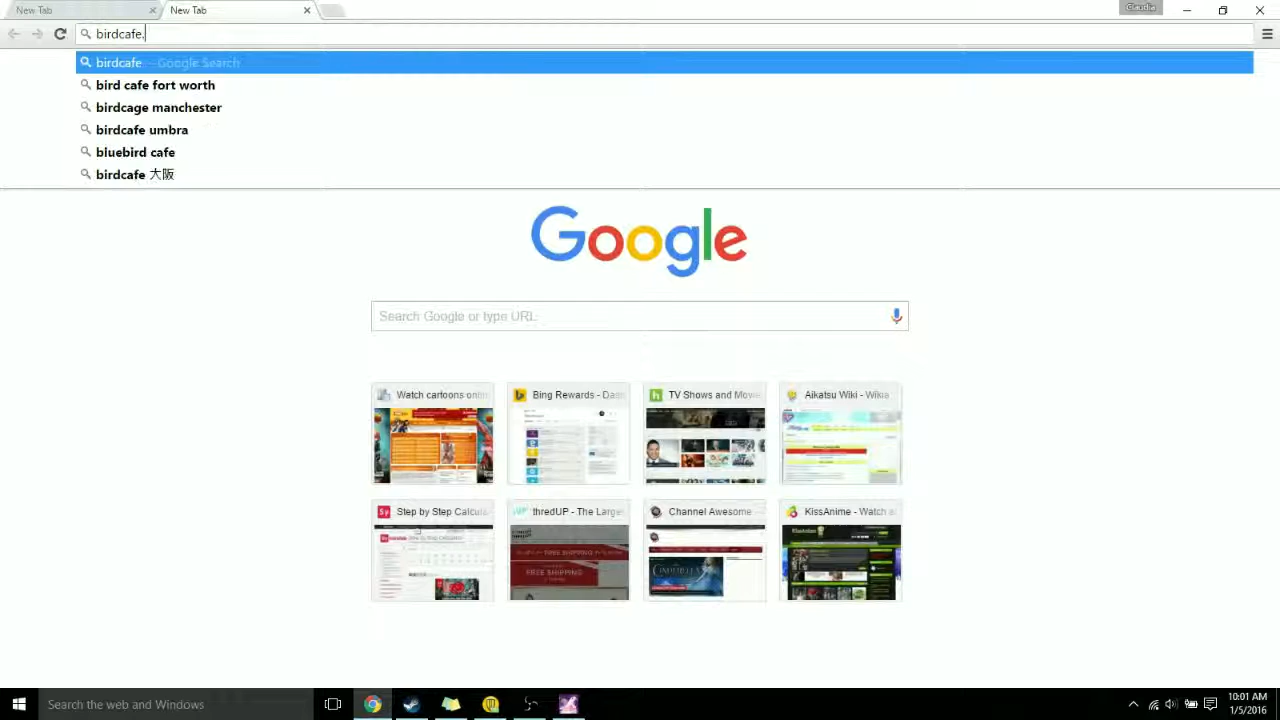 New Tab
New Tab
Claudia
birdcafe.
birdcafe — Google Search
bird cafe fort worth
birdcage manchester
birdcafe umbra
bluebird cafe
birdcafe 大阪
Google
Search Google or type URL
Watch cartoons onlin
Bing Rewards - Das
TV Shows and Movie
Aikatsu Wiki - Wikia
Step by Step Calcula
thredUP - The Large
Channel Awesome
KissAnime - Watch a
FREE SHIPPING
CINDERELLA
Search the web and Windows
10:01 AM
1/5/2016